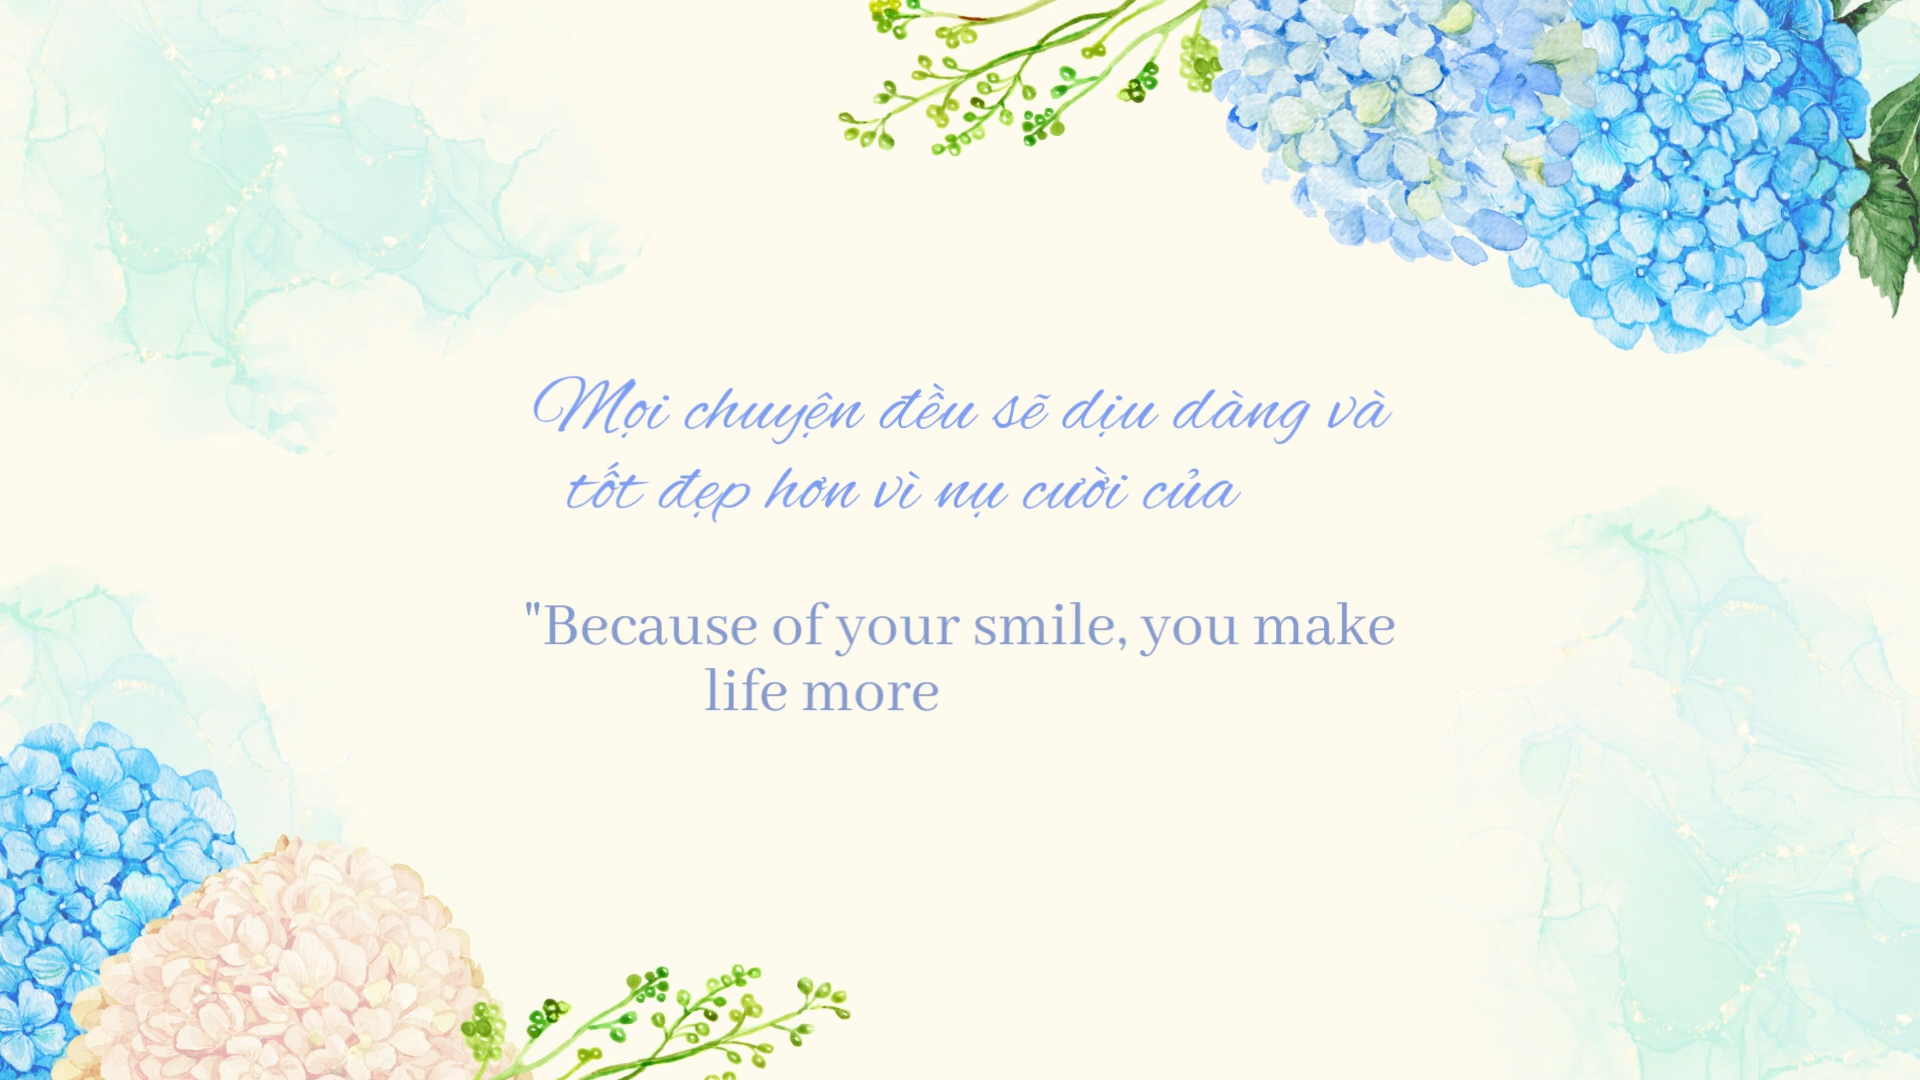 Mọi chuyện đều sẽ dịu dàng và
tốt đẹp hơn vì nụ cười của
"Because of your smile, you make
life more